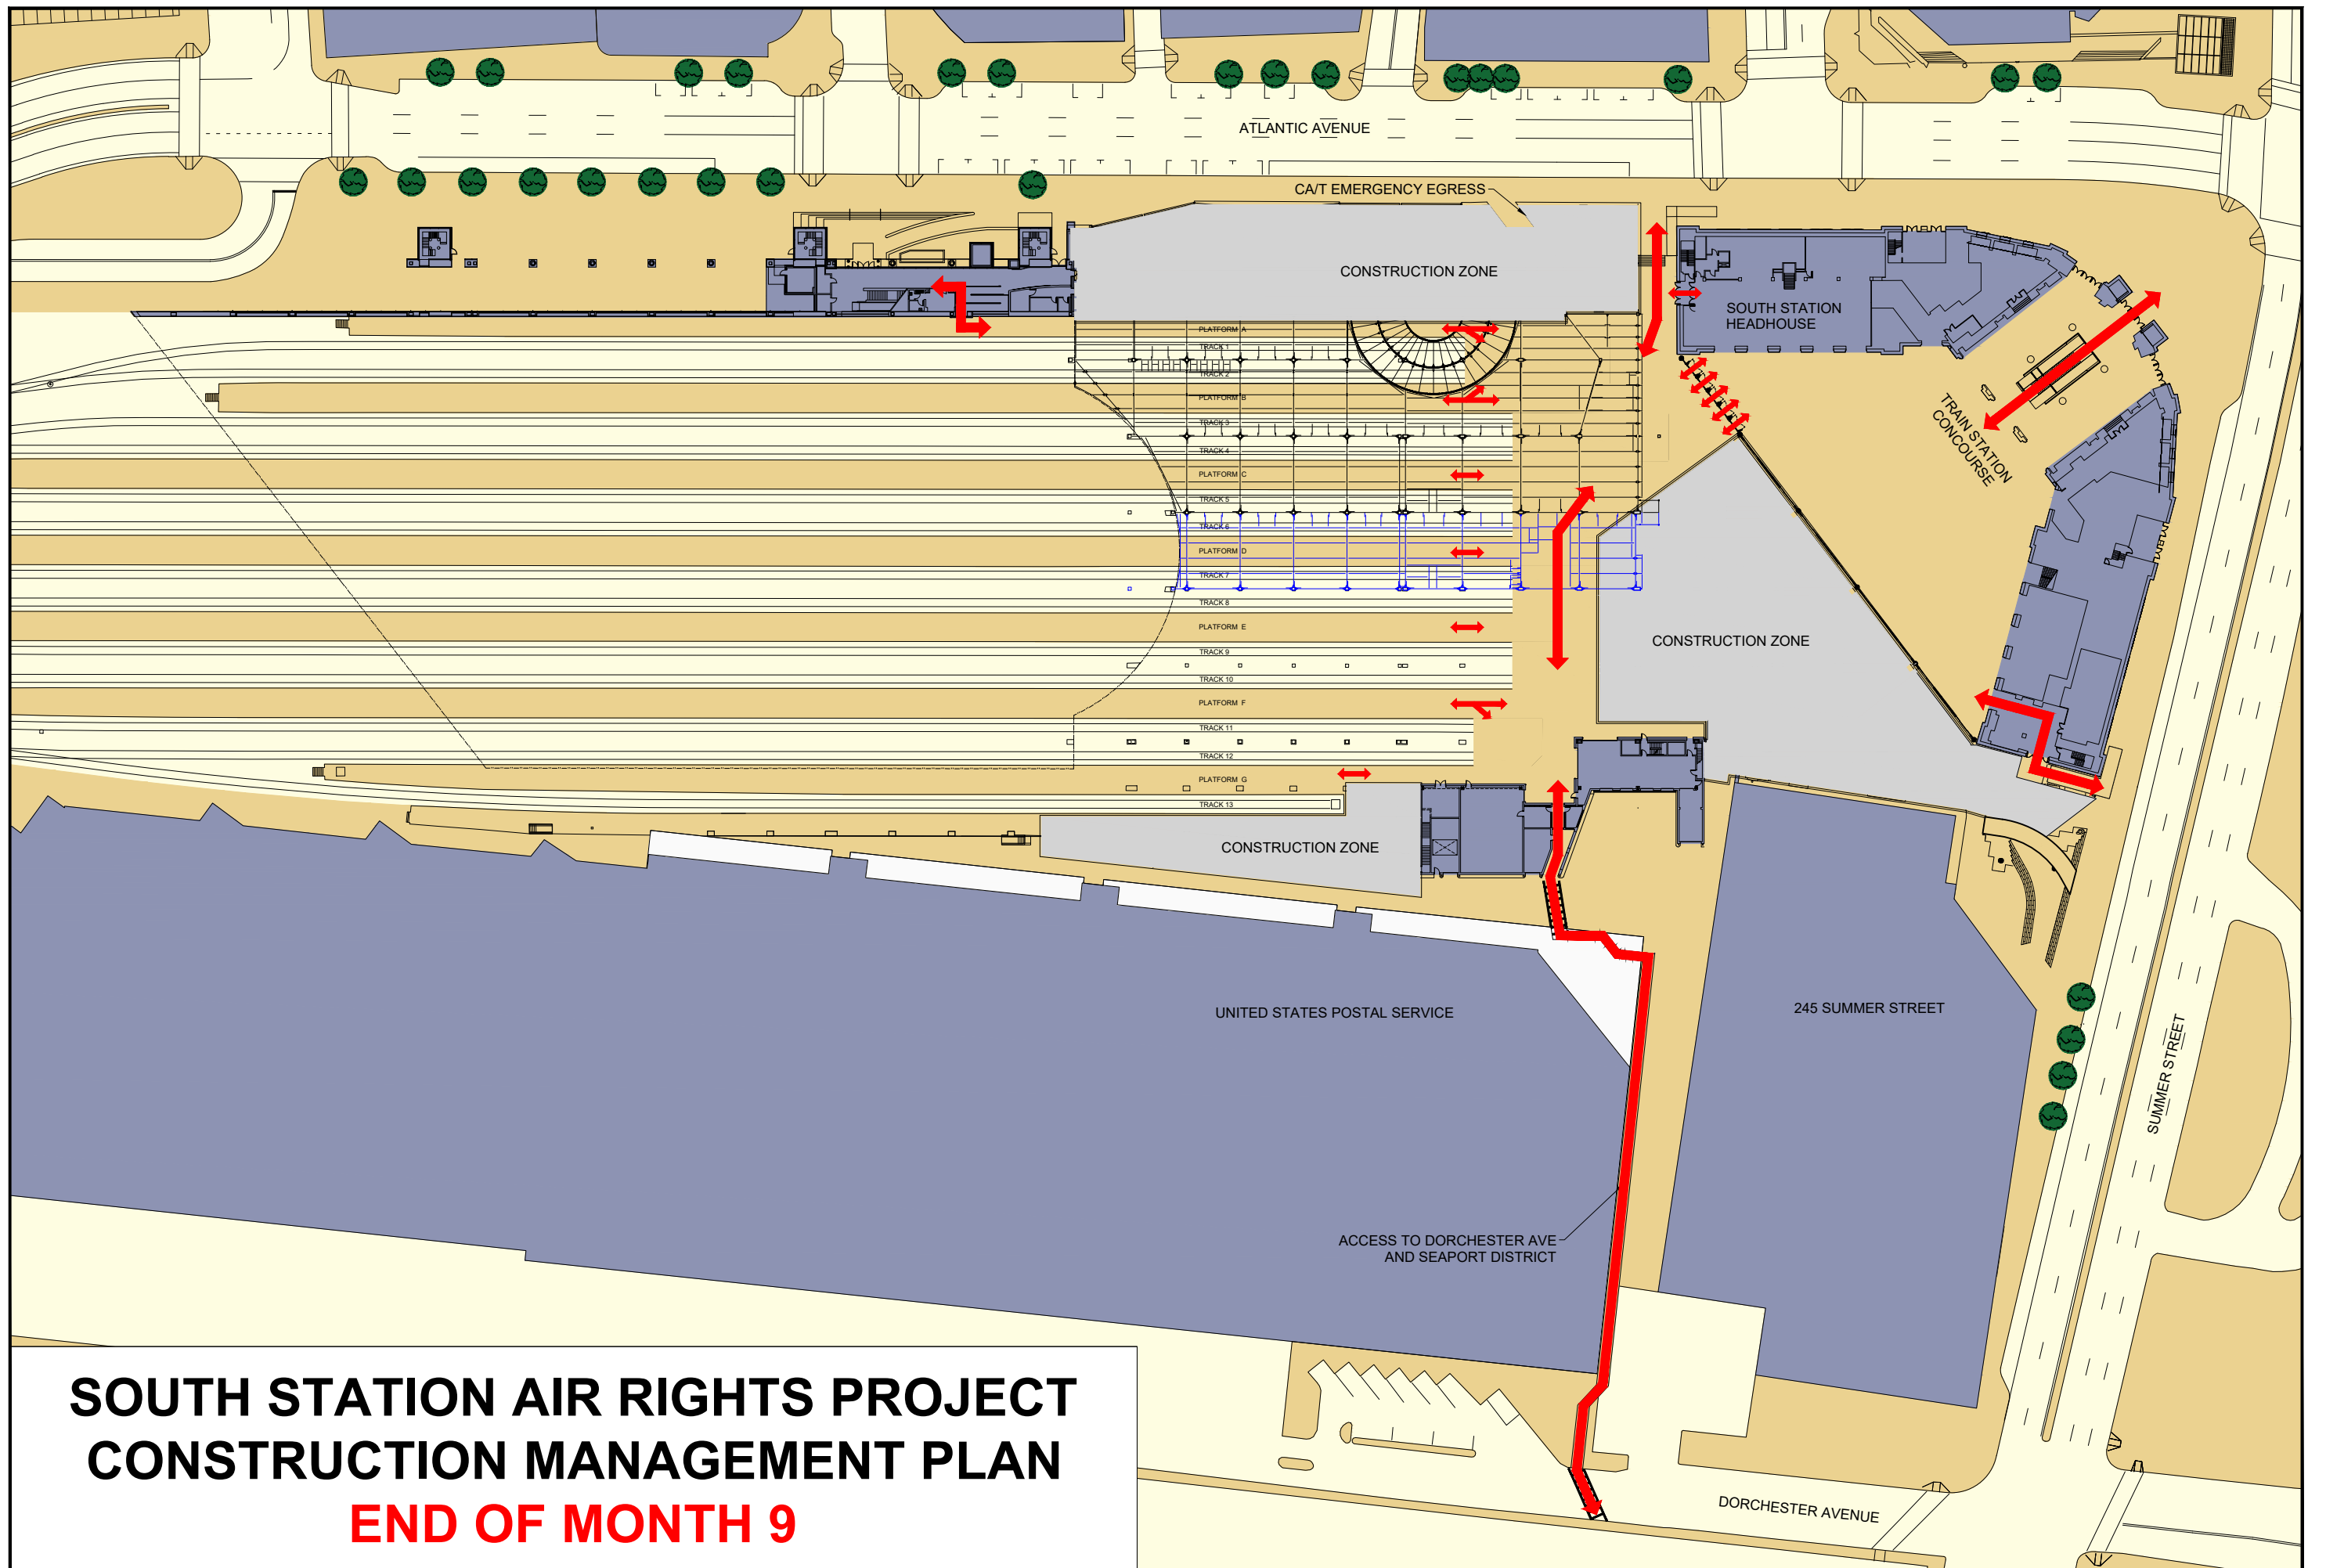 ATLANTIC AVENUE
CA/T EMERGENCY EGRESS
CONSTRUCTION ZONE
SOUTH STATION
HEADHOUSE
TRAIN STATION
CONCOURSE
PLATFORM A
TRACK 1
TRACK 2
PLATFORM B
TRACK 3
TRACK 4
PLATFORM C
TRACK 5
TRACK 6
PLATFORM D
TRACK 7
TRACK 8
PLATFORM E
TRACK 9
TRACK 10
PLATFORM F
TRACK 11
TRACK 12
PLATFORM G
TRACK 13
CONSTRUCTION ZONE
CONSTRUCTION ZONE
UNITED STATES POSTAL SERVICE
245 SUMMER STREET
SUMMER STREET
ACCESS TO DORCHESTER AVE
AND SEAPORT DISTRICT
DORCHESTER AVENUE
SOUTH STATION AIR RIGHTS PROJECT
CONSTRUCTION MANAGEMENT PLAN
END OF MONTH 9